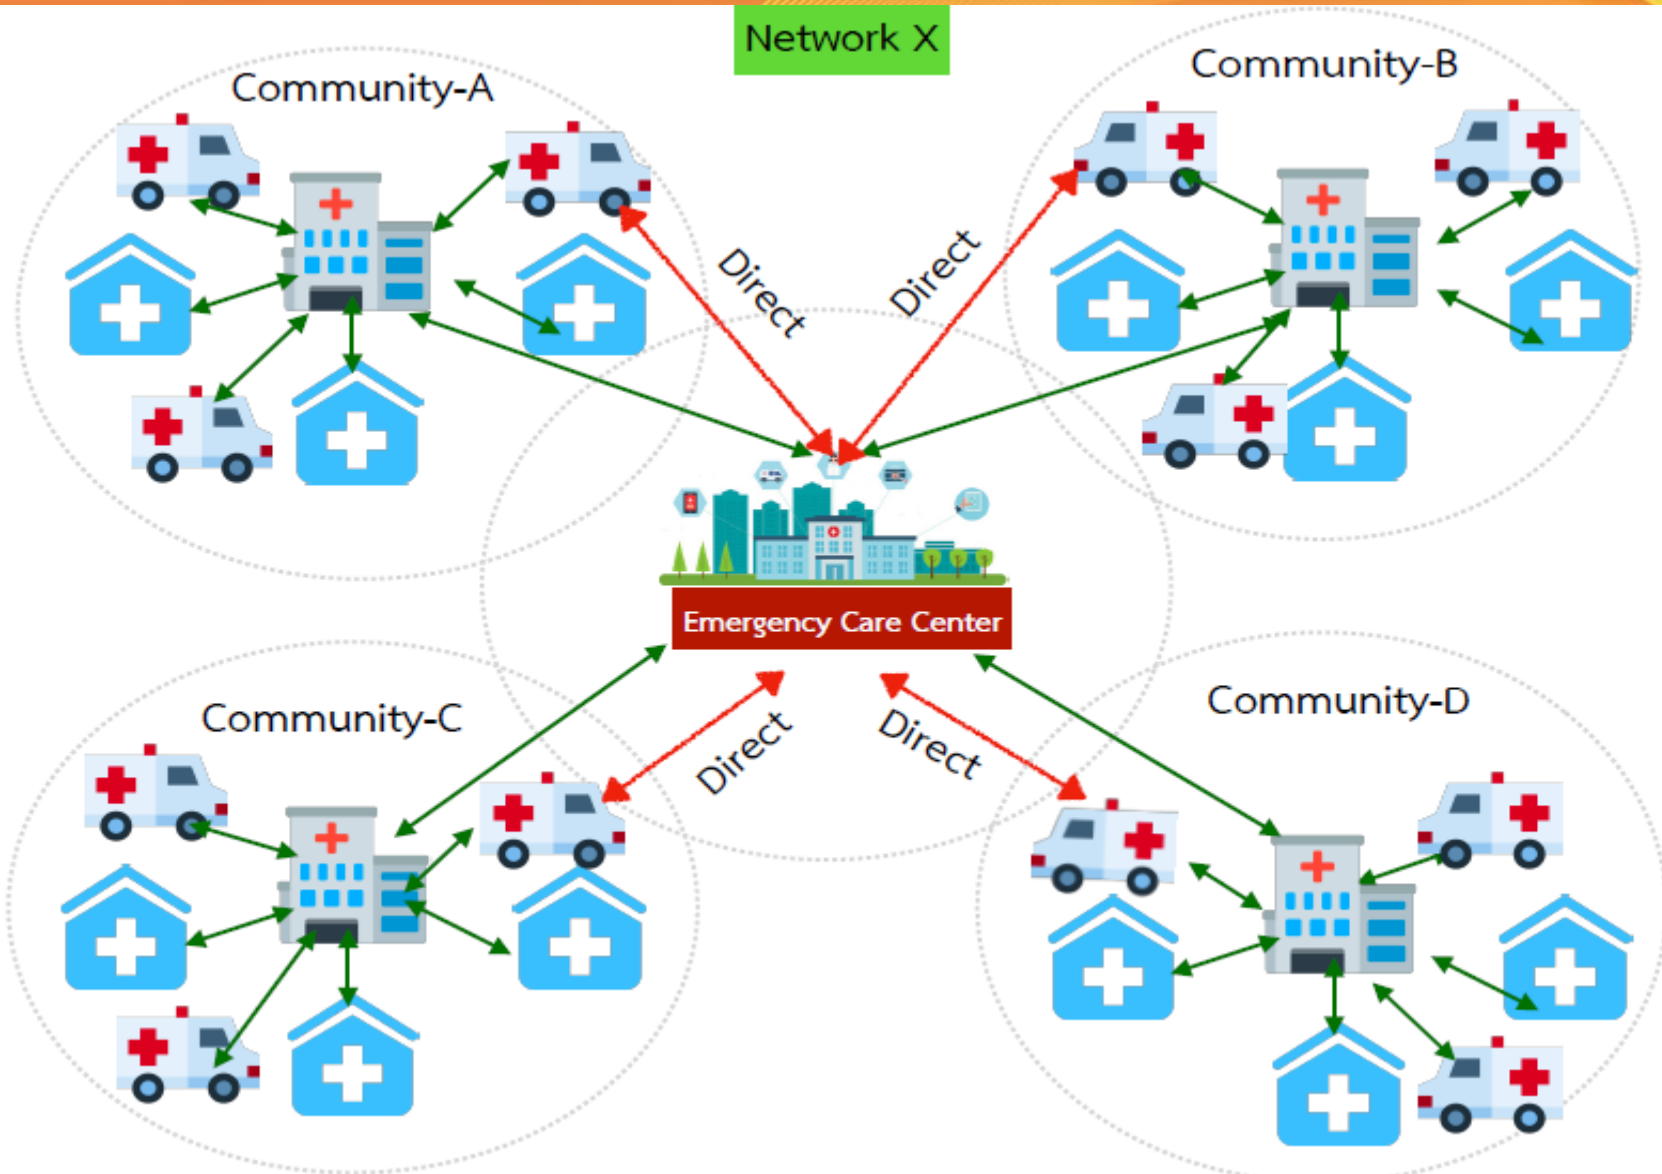 Network X
Community-A
Community-B
Direct
Direct
Emergency Care Center
Community-C
Direct
Direct
Community-D